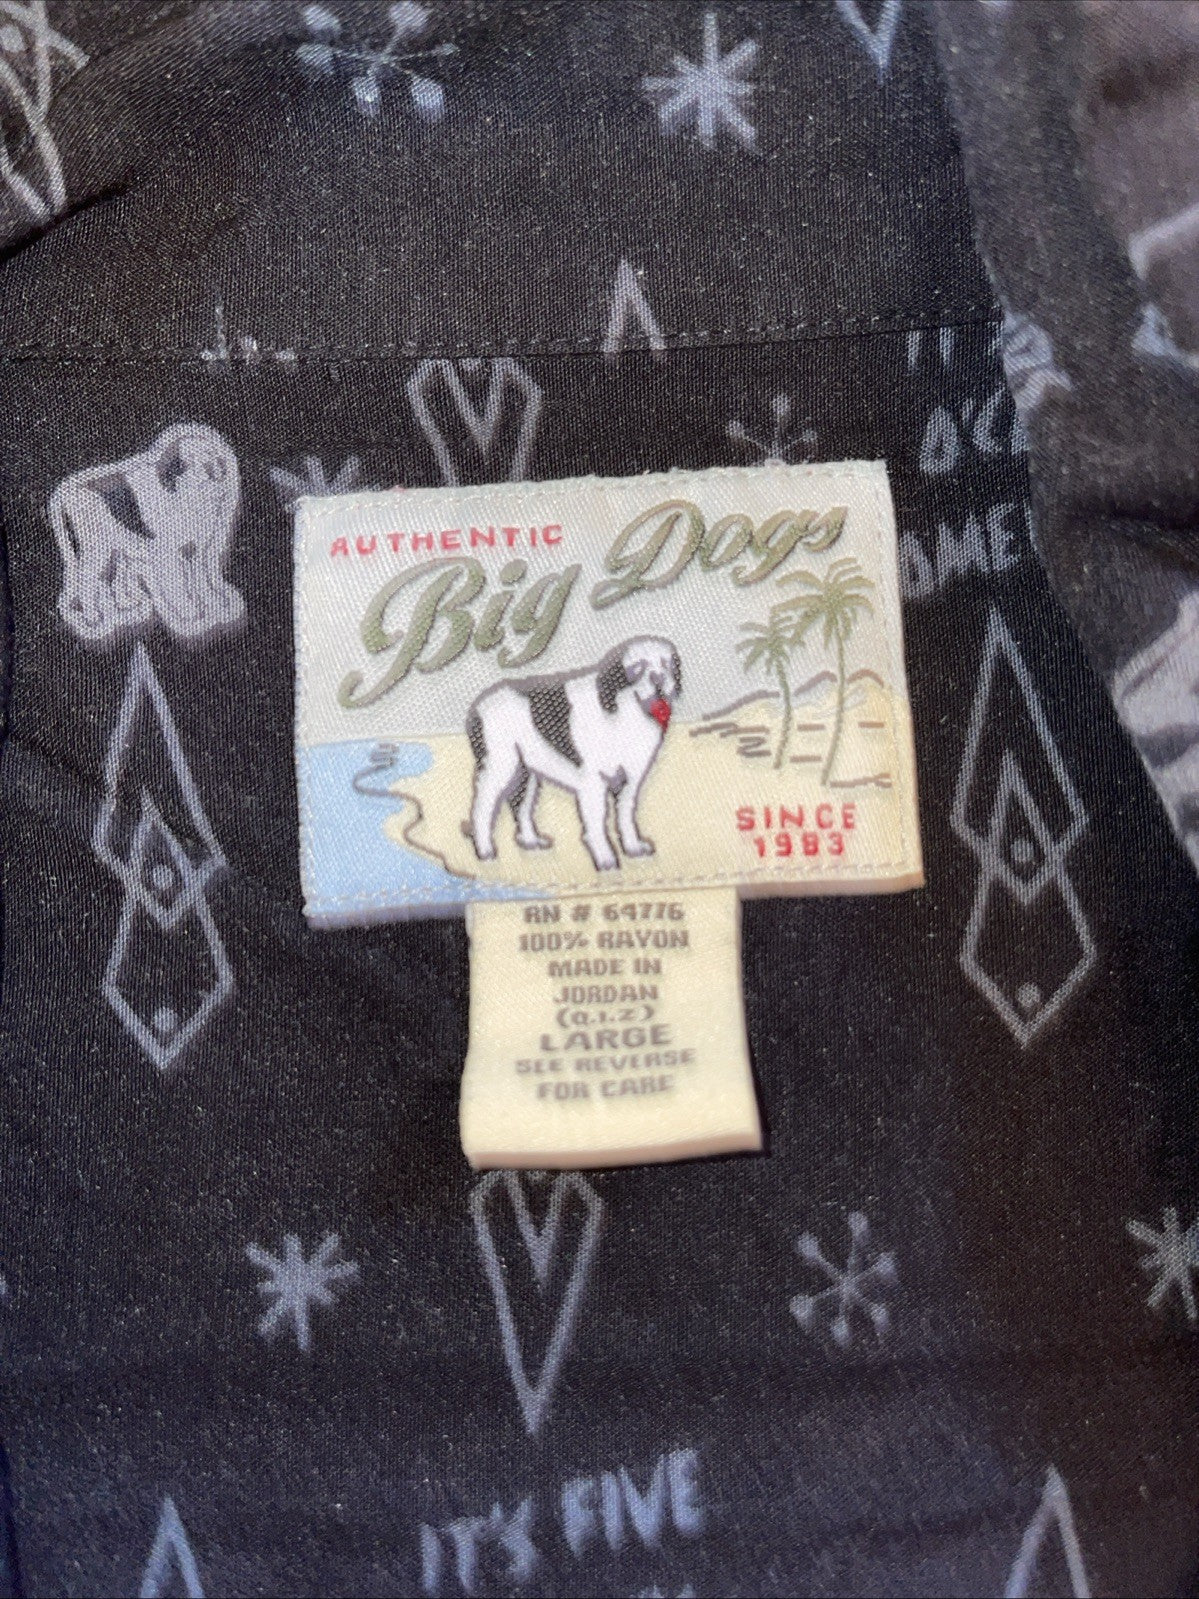 AUTHENTIC
Big Dogs
SINCE
1983
RN # 64776
100% RAYON
MADE IN
JORDAN
(Q.I.Z)
LARGE
SEE REVERSE
FOR CARE
IT'S FIVE